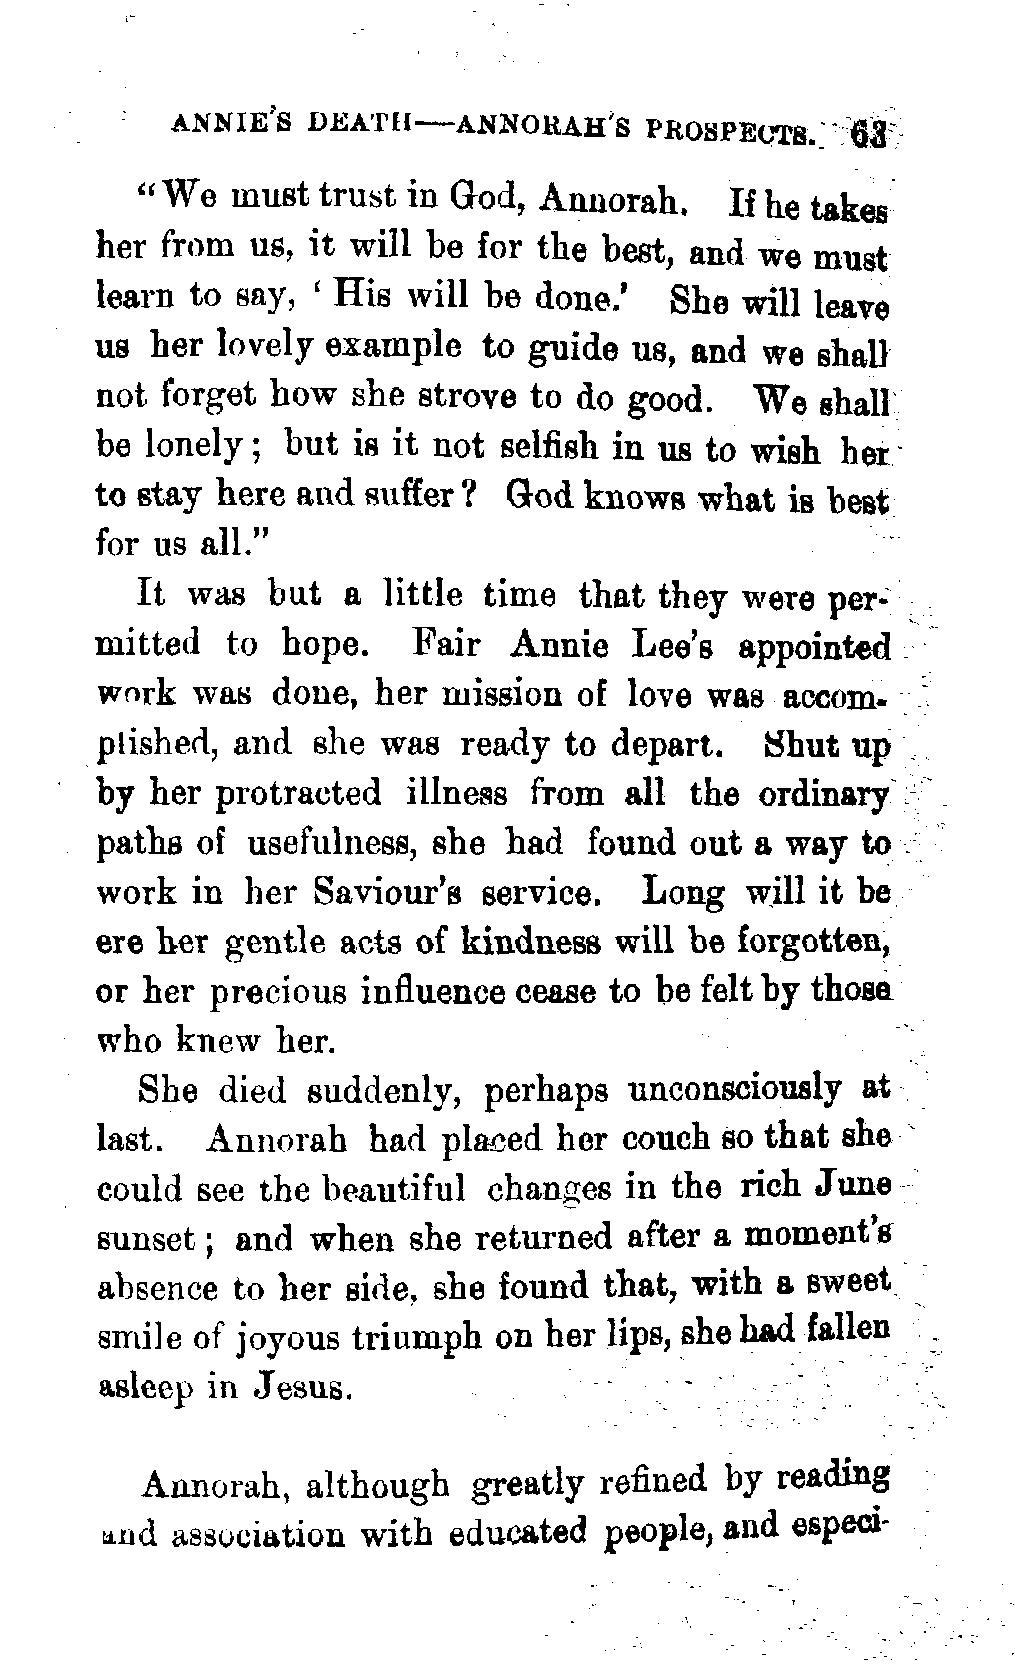 ANNIE'S DEATH—ANNORAH'S PROSPECTS. 63
"We must trust in God, Annorah. If he takes
her from us, it will be for the best, and we must
learn to say, 'His will be done.' She will leave
us her lovely example to guide us, and we shall
not forget how she strove to do good. We shall
be lonely; but is it not selfish in us to wish her
to stay here and suffer? God knows what is best
for us all."
It was but a little time that they were per-
mitted to hope. Fair Annie Lee's appointed
work was done, her mission of love was accom-
plished, and she was ready to depart. Shut up
by her protracted illness from all the ordinary
paths of usefulness, she had found out a way to
work in her Saviour's service. Long will it be
ere her gentle acts of kindness will be forgotten,
or her precious influence cease to be felt by those
who knew her.
She died suddenly, perhaps unconsciously at
last. Annorah had placed her couch so that she
could see the beautiful changes in the rich June
sunset; and when she returned after a moment's
absence to her side, she found that, with a sweet
smile of joyous triumph on her lips, she had fallen
asleep in Jesus.
Annorah, although greatly refined by reading
and association with educated people, and especi-